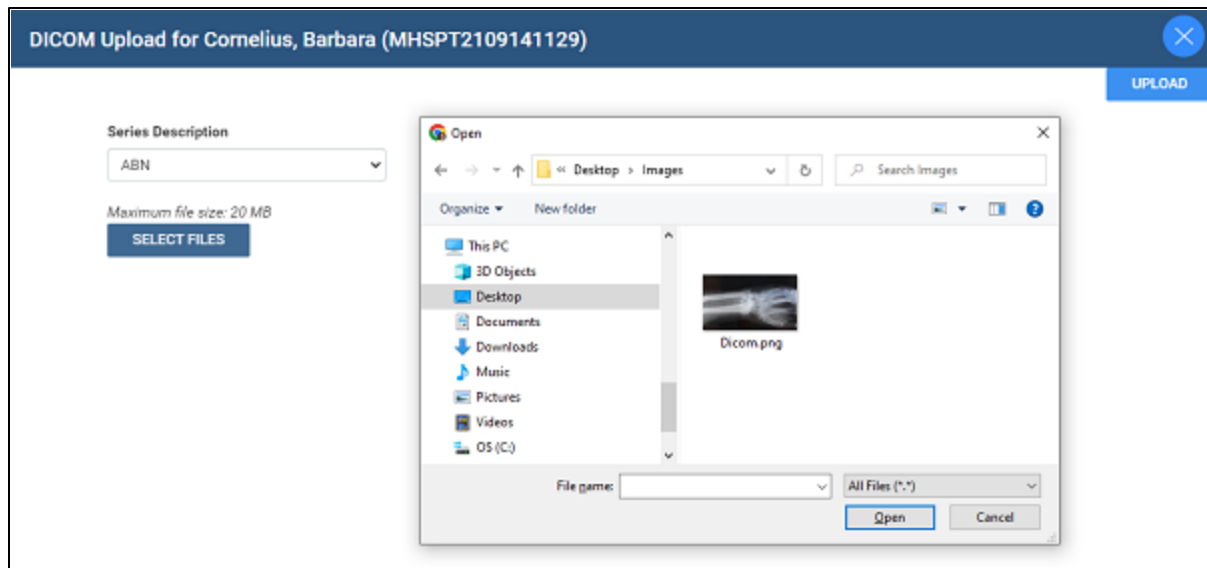 DICOM Upload for Cornelius, Barbara (MHSPT2109141129)
UPLOAD
Series Description
ABN
Maximum file size: 20 MB
SELECT FILES
Open
« Desktop › Images
Search Images
Organize
New folder
This PC
3D Objects
Desktop
Documents
Downloads
Music
Pictures
Videos
OS (C:)
Dicom.png
File name:
All Files (*.*)
Open
Cancel